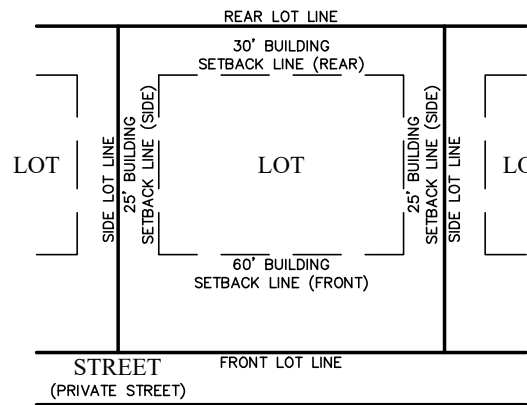 REAR LOT LINE
30' BUILDING
SETBACK LINE (REAR)
LOT
SIDE LOT LINE
25' BUILDING
SETBACK LINE (SIDE)
LOT
25' BUILDING
SETBACK LINE (SIDE)
SIDE LOT LINE
LO
60' BUILDING
SETBACK LINE (FRONT)
STREET
(PRIVATE STREET)
FRONT LOT LINE